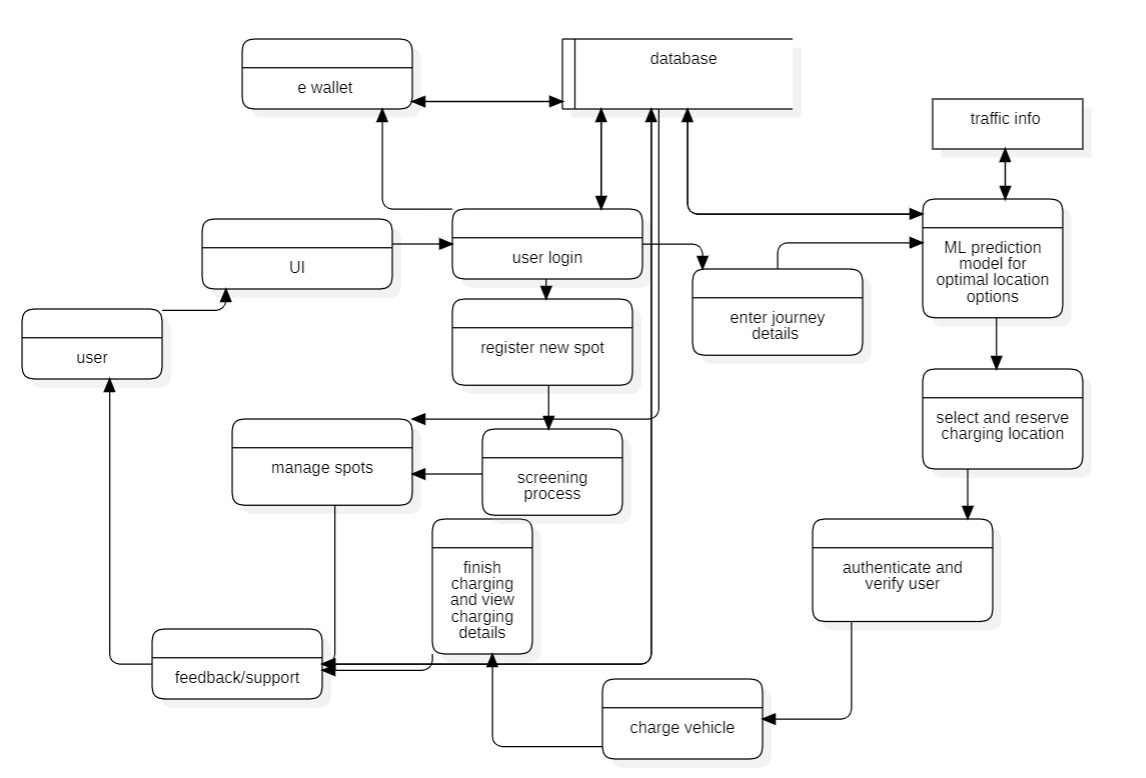 database
e wallet
traffic info
user login
UI
ML prediction
model for
optimal location
options
enter journey
details
register new spot
user
select and reserve
charging location
manage spots
screening
process
finish
charging
and view
charging
details
authenticate and
verify user
feedback/support
charge vehicle